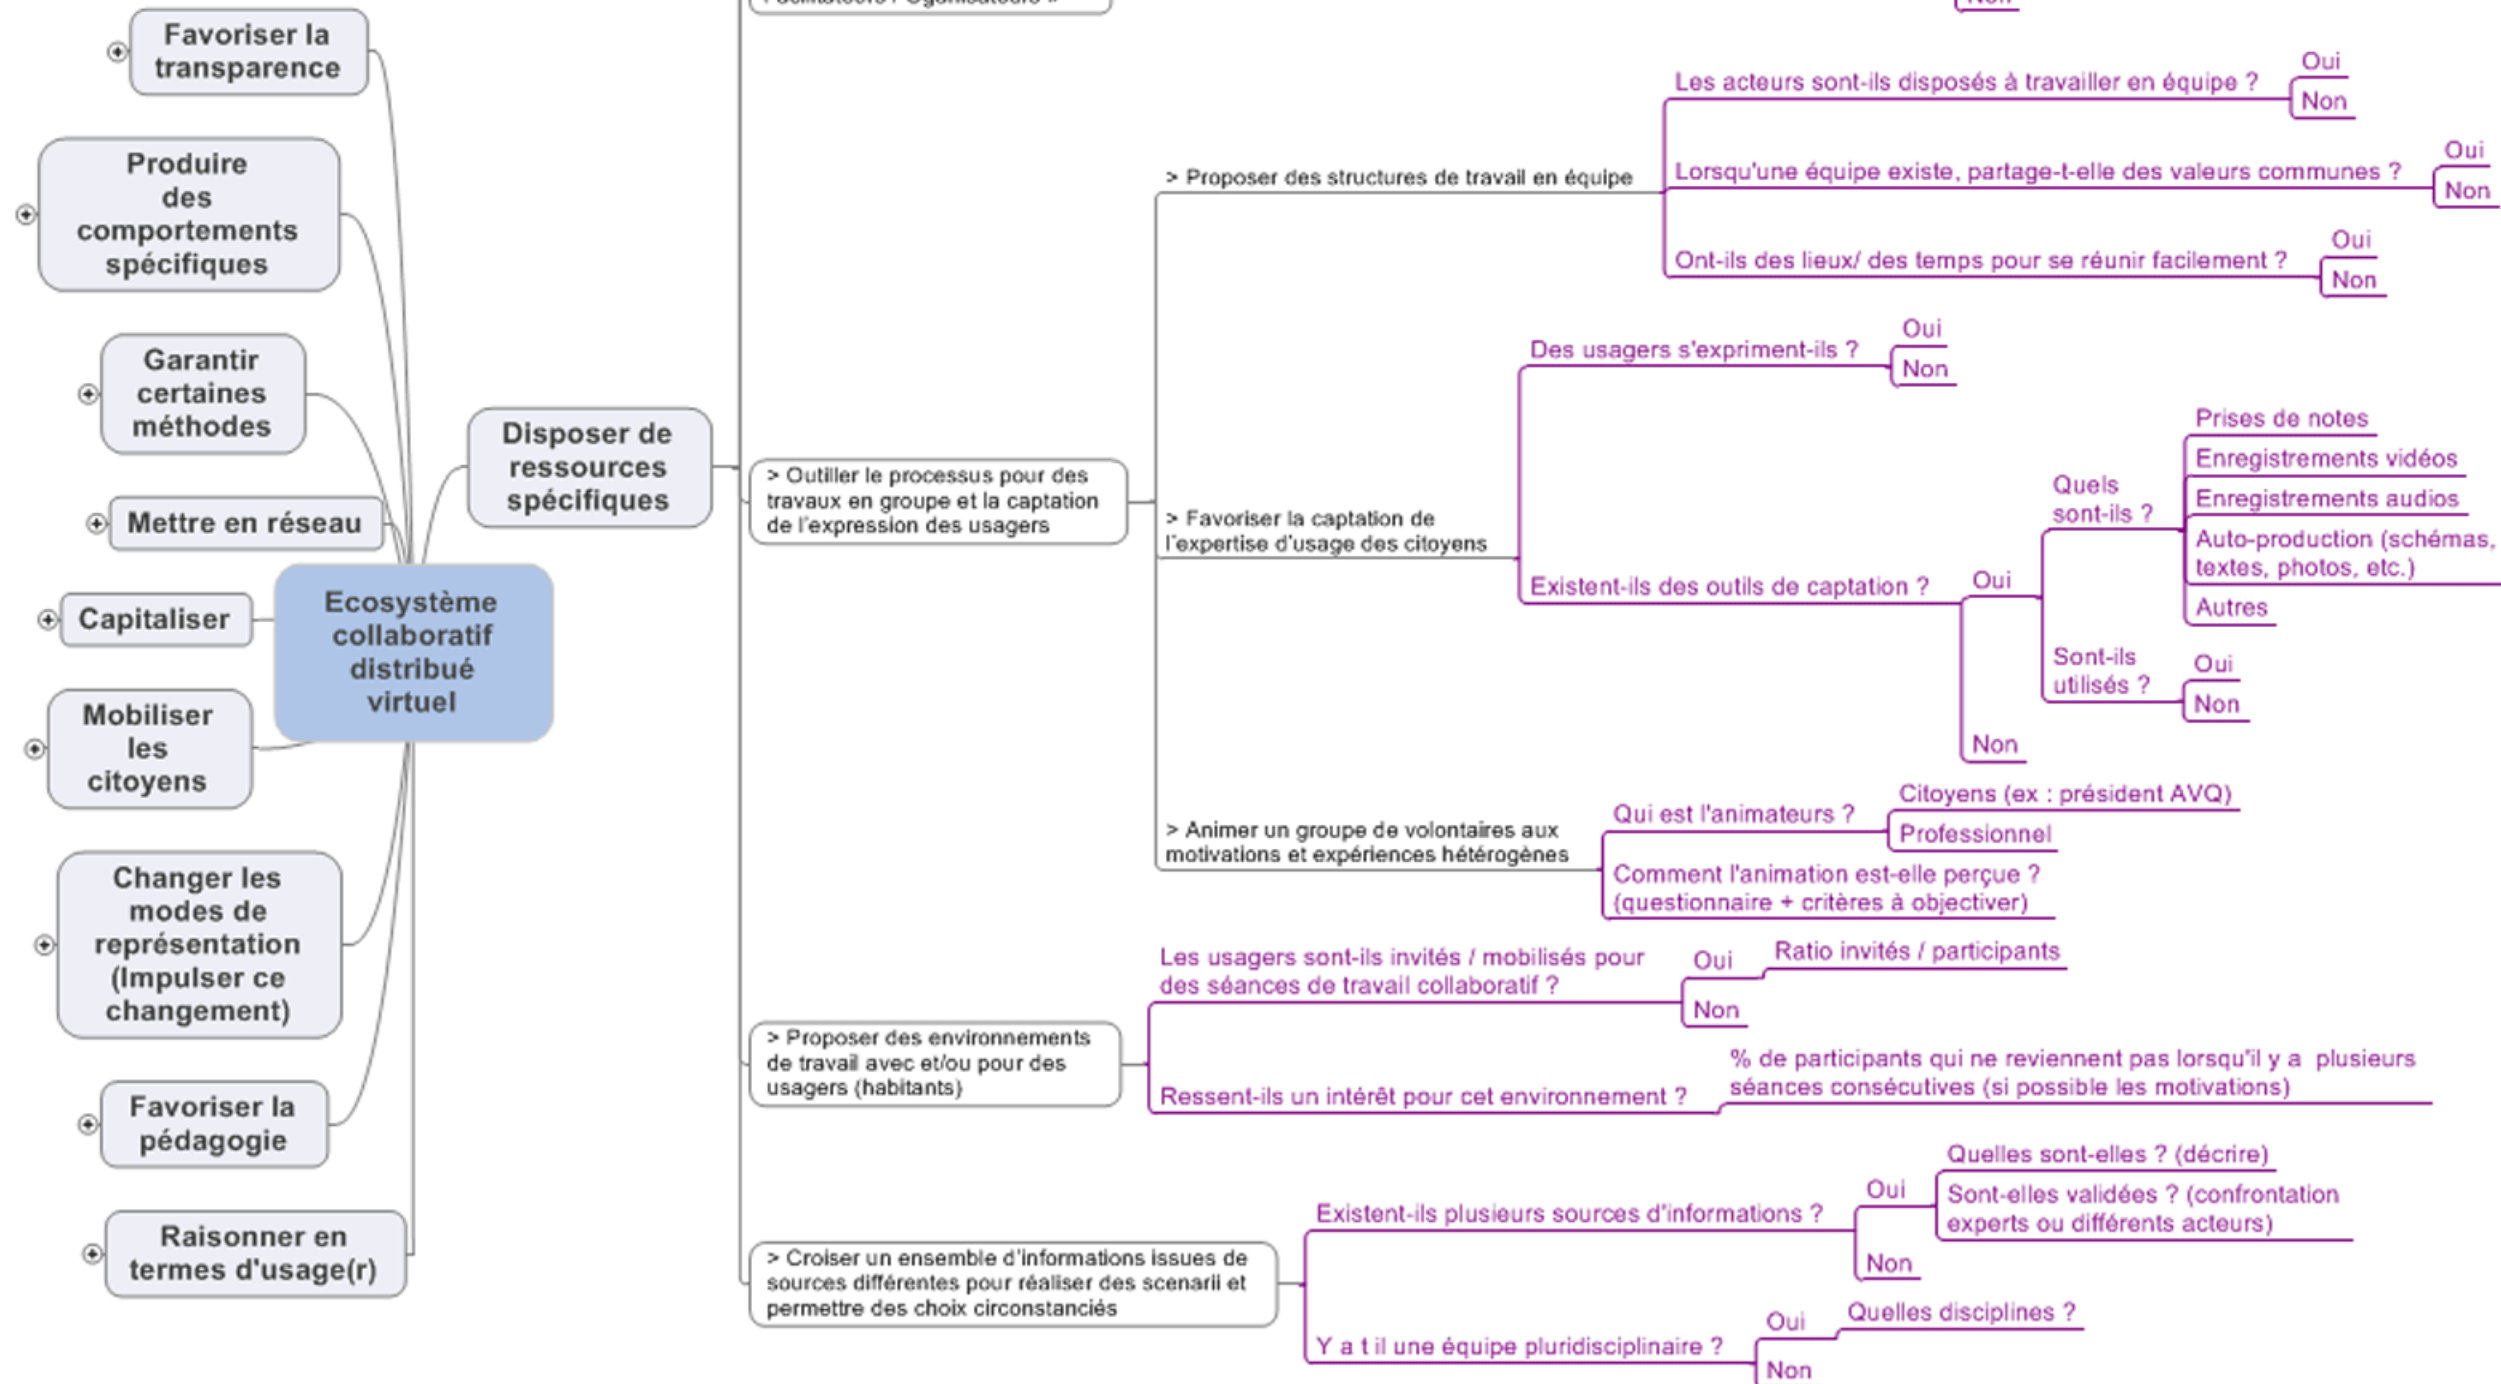 Favoriser la
transparence
Produire
des
comportements
spécifiques
Garantir
certaines
méthodes
Mettre en réseau
Capitaliser
Mobiliser
les
citoyens
Changer les
modes de
représentation
(Impulser ce
changement)
Favoriser la
pédagogie
Raisonner en
termes d'usage(r)
Ecosystème
collaboratif
distribué
virtuel
Disposer de
ressources
spécifiques
Non
> Outiller le processus pour des
travaux en groupe et la captation
de l'expression des usagers
> Proposer des structures de travail en équipe
Les acteurs sont-ils disposés à travailler en équipe ?
Oui
Non
Lorsqu'une équipe existe, partage-t-elle des valeurs communes ?
Oui
Non
Ont-ils des lieux/ des temps pour se réunir facilement ?
Oui
Non
> Favoriser la captation de
l'expertise d'usage des citoyens
Des usagers s'expriment-ils ?
Oui
Non
Existent-ils des outils de captation ?
Oui
Quels
sont-ils ?
Prises de notes
Enregistrements vidéos
Enregistrements audios
Auto-production (schémas,
textes, photos, etc.)
Autres
Sont-ils
utilisés ?
Oui
Non
Non
> Animer un groupe de volontaires aux
motivations et expériences hétérogènes
Qui est l'animateurs ?
Citoyens (ex : président AVQ)
Professionnel
Comment l'animation est-elle perçue ?
(questionnaire + critères à objectiver)
> Proposer des environnements
de travail avec et/ou pour des
usagers (habitants)
Les usagers sont-ils invités / mobilisés pour
des séances de travail collaboratif ?
Oui
Ratio invités / participants
Non
Ressent-ils un intérêt pour cet environnement ?
% de participants qui ne reviennent pas lorsqu'il y a plusieurs
séances consécutives (si possible les motivations)
> Croiser un ensemble d'informations issues de
sources différentes pour réaliser des scenarii et
permettre des choix circonstanciés
Existent-ils plusieurs sources d'informations ?
Oui
Quelles sont-elles ? (décrire)
Sont-elles validées ? (confrontation
experts ou différents acteurs)
Non
Y a t il une équipe pluridisciplinaire ?
Oui
Quelles disciplines ?
Non